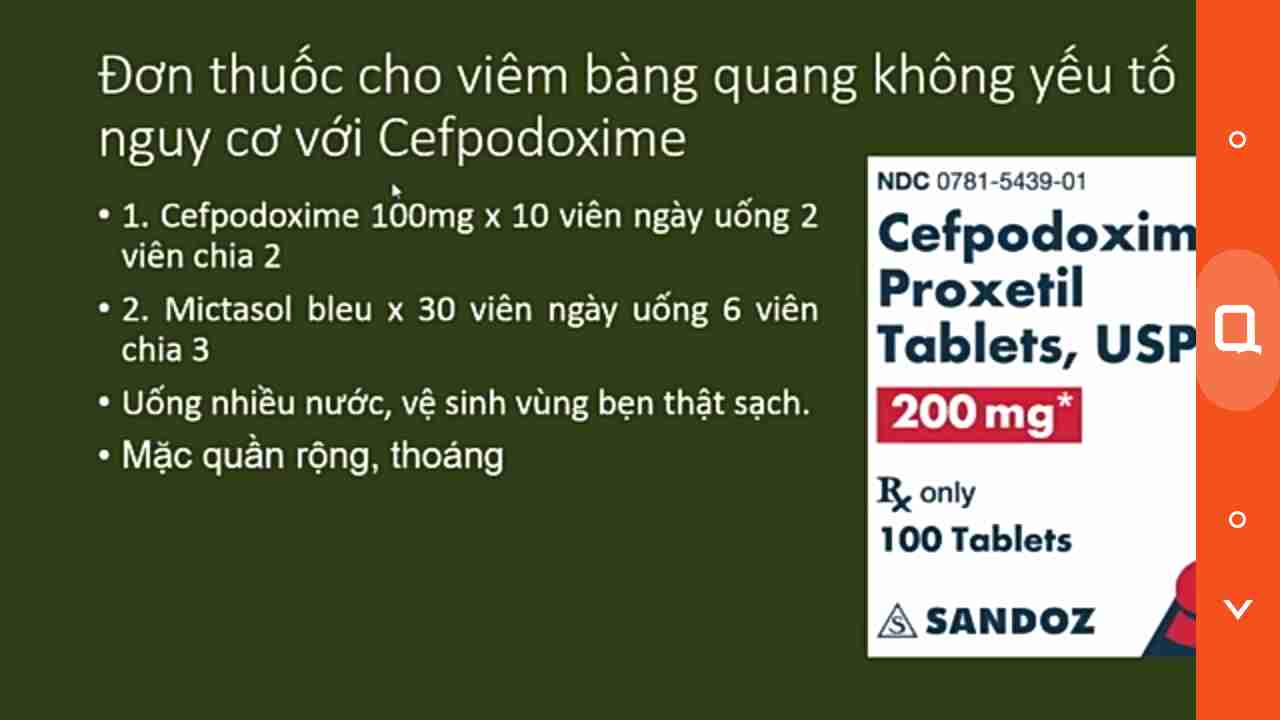 Đơn thuốc cho viêm bàng quang không yếu tố
nguy cơ với Cefpodoxime
• 1. Cefpodoxime 100mg x 10 viên ngày uống 2
viên chia 2
• 2. Mictasol bleu x 30 viên ngày uống 6 viên
chia 3
• Uống nhiều nước, vệ sinh vùng bẹn thật sạch.
• Mặc quần rộng, thoáng
NDC 0781-5439-01
Cefpodoxim
Proxetil
Tablets, USP
200 mg*
Rx only
100 Tablets
S SANDOZ